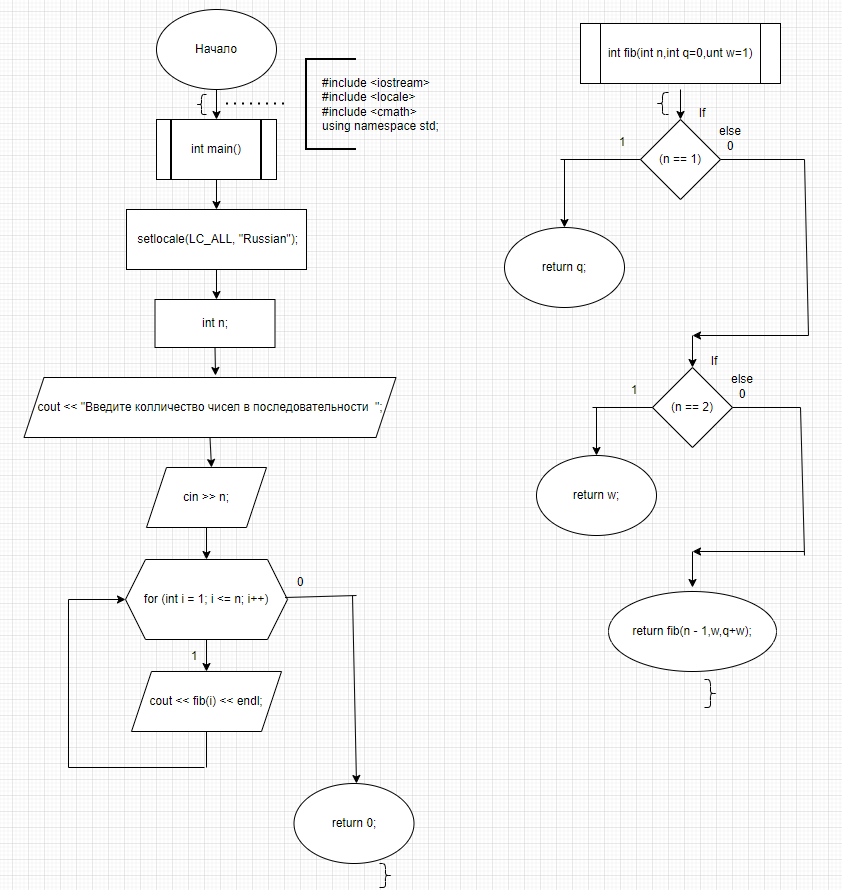 Начало
{
#include <iostream>
#include <locale>
#include <cmath>
using namespace std;
int main()
setlocale(LC_ALL, "Russian");
int n;
cout << "Введите колличество чисел в последовательности ";
cin >> n;
for (int i = 1; i <= n; i++)
0
1
cout << fib(i) << endl;
return 0;
}
int fib(int n,int q=0,unt w=1)
{
If
else
0
1
(n == 1)
return q;
If
else
0
1
(n == 2)
return w;
return fib(n - 1,w,q+w);
}